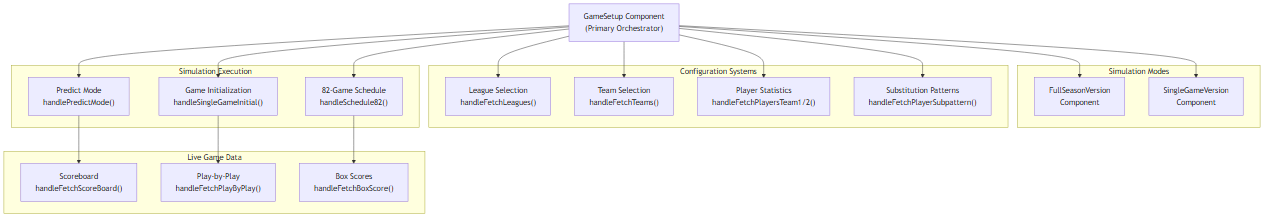 GameSetup Component
(Primary Orchestrator)
Simulation Execution
Configuration Systems
Simulation Modes
Predict Mode
handlePredictMode()
Game Initialization
handleSingleGameInitial()
82-Game Schedule
handleSchedule82()
League Selection
handleFetchLeagues()
Team Selection
handleFetchTeams()
Player Statistics
handleFetchPlayersTeam1/2()
Substitution Patterns
handleFetchPlayerSubpattern()
FullSeasonVersion
Component
SingleGameVersion
Component
Live Game Data
Scoreboard
handleFetchScoreBoard()
Play-by-Play
handleFetchPlayByPlay()
Box Scores
handleFetchBoxScore()